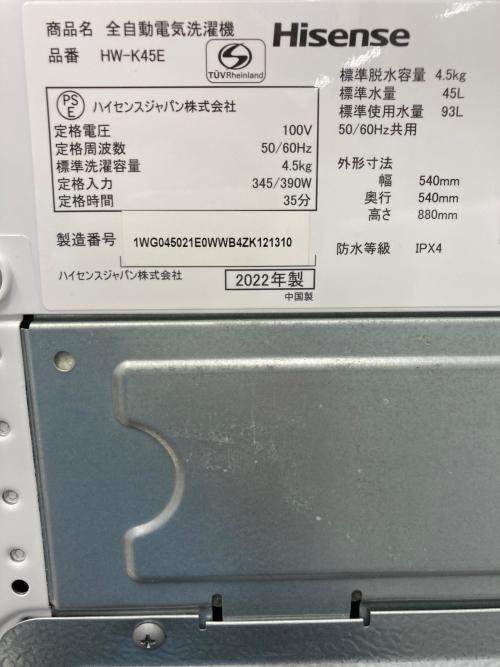 商品名 全自動電気洗濯機
品番 HW-K45E
S
TÜVRheinland
Hisense
PS
E
ハイセンスジャパン株式会社
定格電圧 100V
定格周波数 50/60Hz
標準洗濯容量 4.5kg
定格入力 345/390W
定格時間 35分
標準脱水容量 4.5kg
標準水量 45L
標準使用水量 93L
50/60Hz共用
外形寸法
幅 540mm
奥行 540mm
高さ 880mm
防水等級 IPX4
製造番号 1WG045021E0WWB4ZK121310
ハイセンスジャパン株式会社
2022年製
中国製